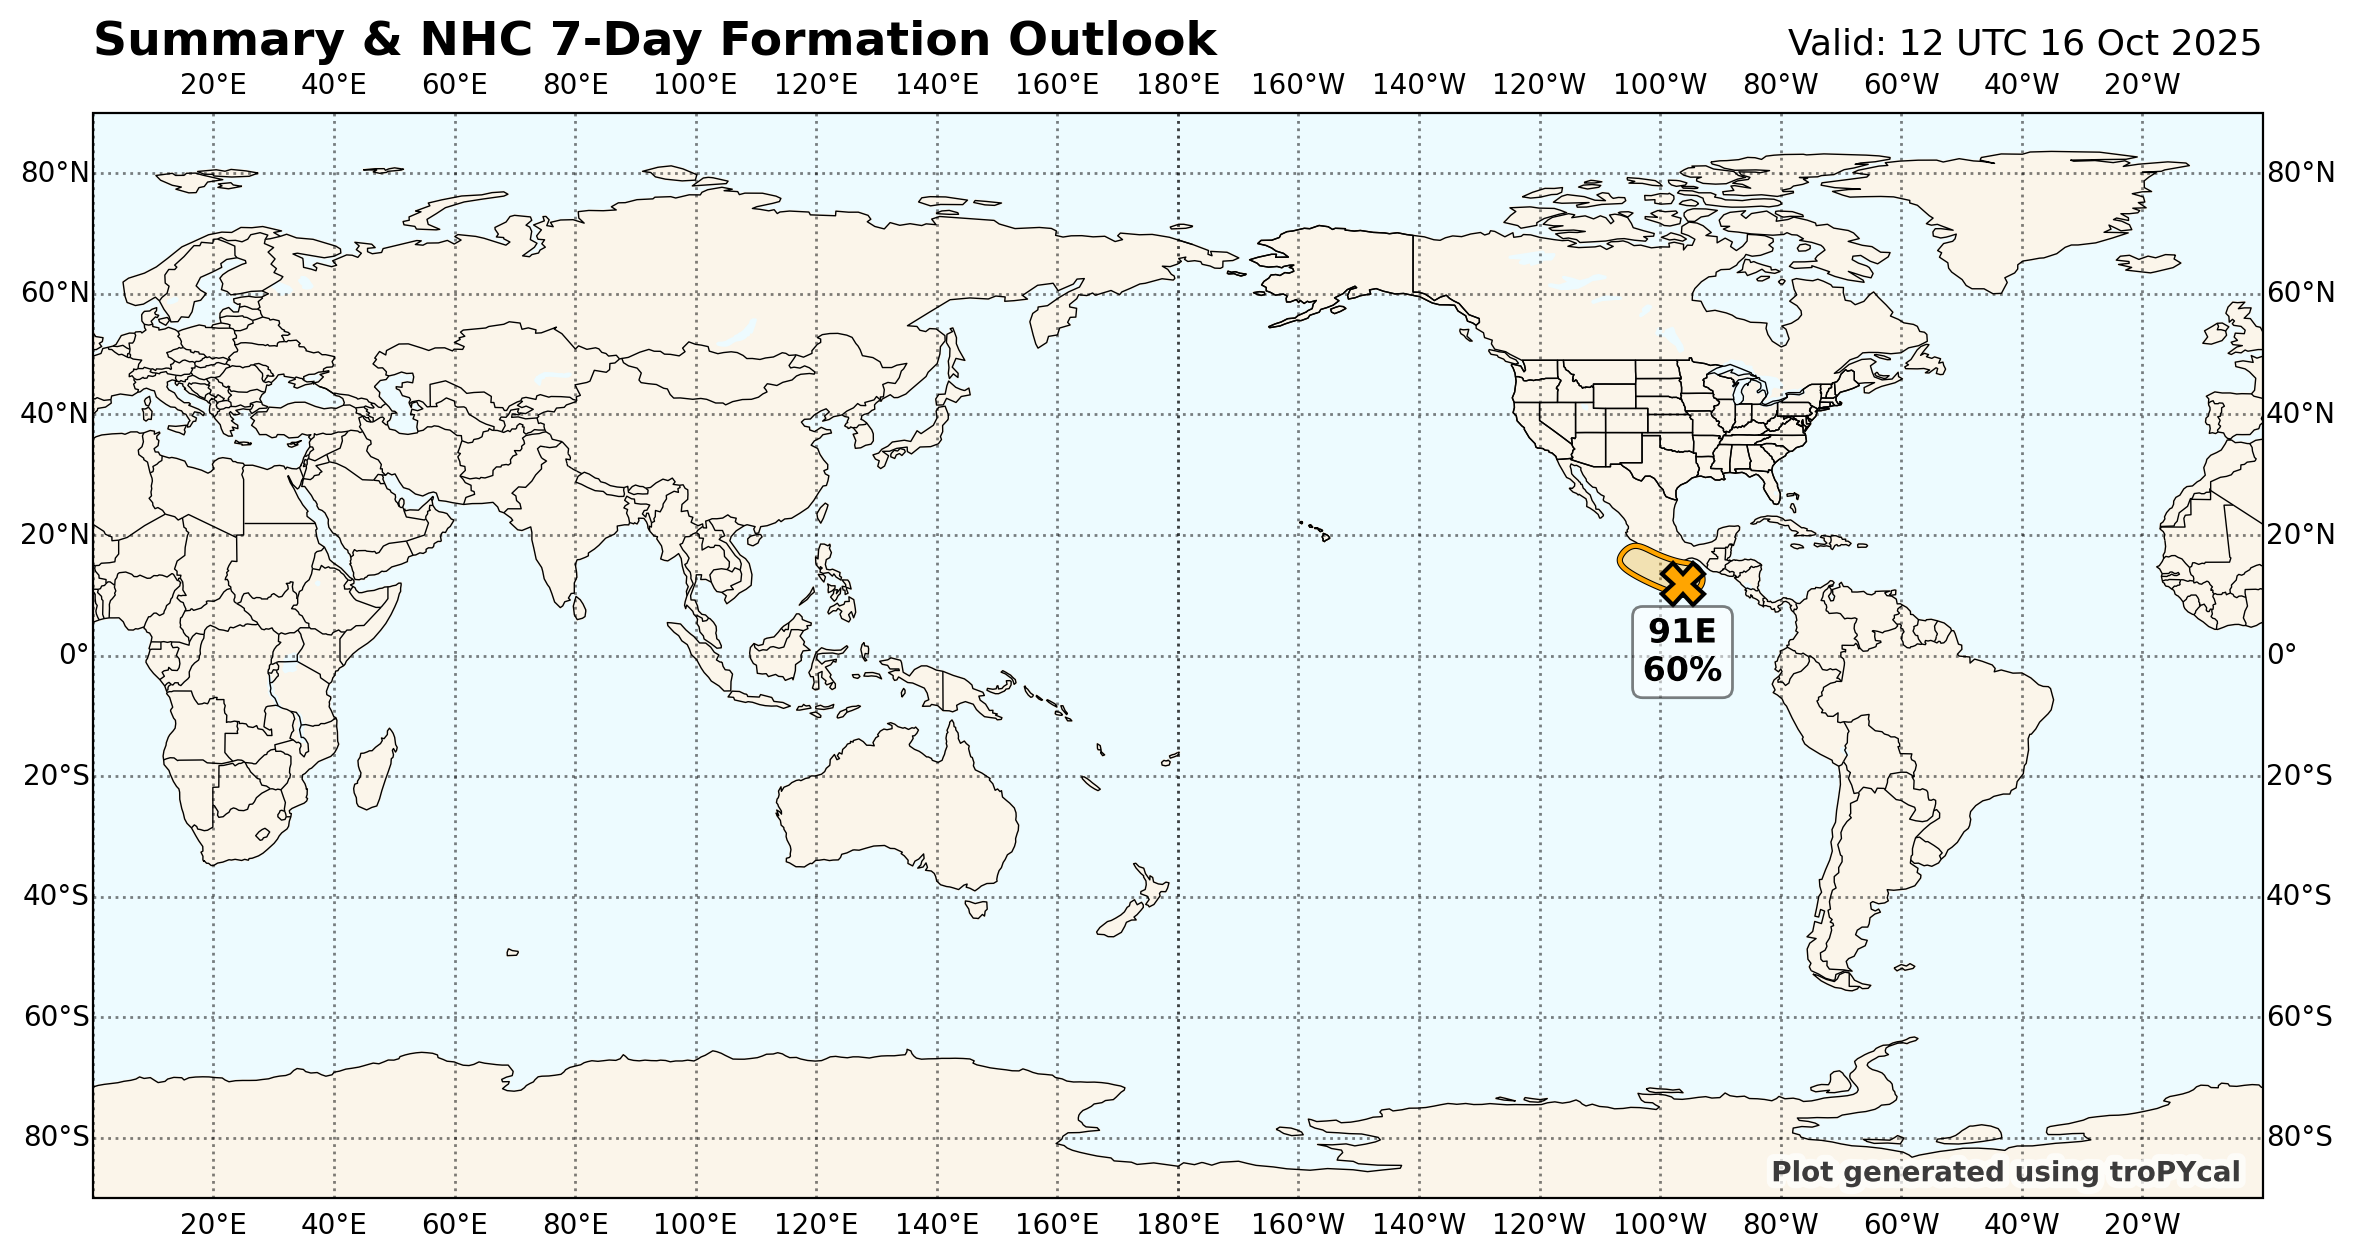 Summary & NHC 7-Day Formation Outlook
Valid: 12 UTC 16 Oct 2025
20°E 40°E 60°E 80°E 100°E 120°E 140°E 160°E 180°E 160°W 140°W 120°W 100°W 80°W 60°W 40°W 20°W
80°N 80°N
60°N 60°N
40°N 40°N
20°N 20°N
91E
0° 0°
60%
20°S 20°S
40°S 40°S
60°S 60°S
80°S 80°S
Plot generated using troPYcal
20°E 40°E 60°E 80°E 100°E 120°E 140°E 160°E 180°E 160°W 140°W 120°W 100°W 80°W 60°W 40°W 20°W